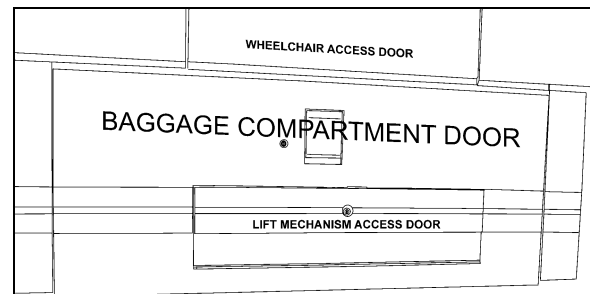 WHEELCHAIR ACCESS DOOR
BAGGAGE COMPARTMENT DOOR
LIFT MECHANISM ACCESS DOOR